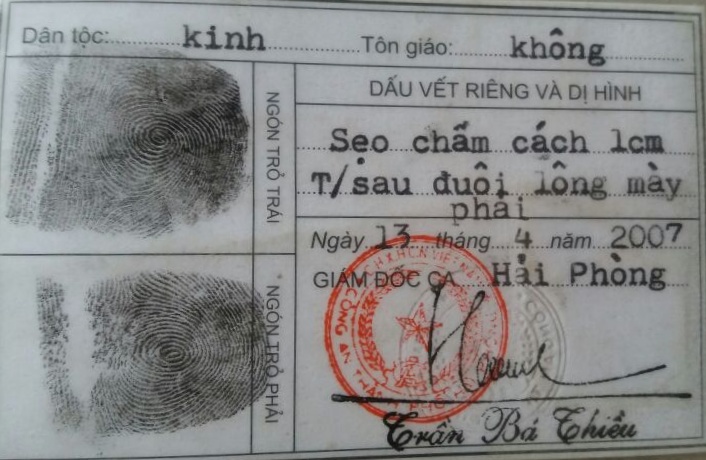 Dân tộc: kinh Tôn giáo: không
NGÓN TRỎ TRÁI
NGÓN TRỎ PHẢI
DẤU VẾT RIÊNG VÀ DỊ HÌNH
Sẹo chấm cách 1cm
T/sau đuôi lông mày
phải
Ngày 13 tháng 4 năm 2007
GIÁM ĐỐC CA Hải Phòng
Trần Bá Thiều